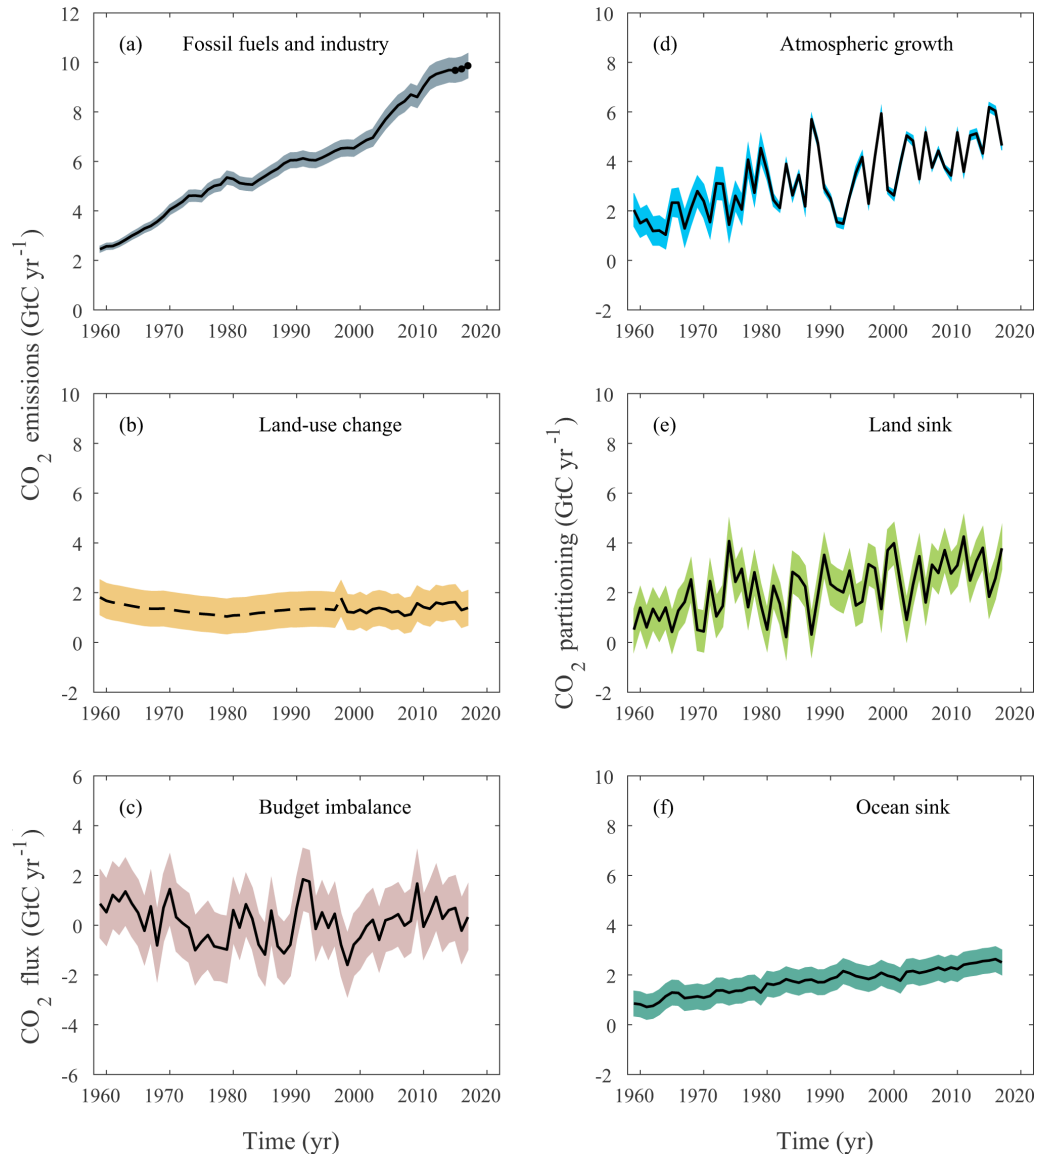 (a) Fossil fuels and industry
12
10
8
6
4
2
0
1960 1970 1980 1990 2000 2010 2020
CO2 emissions (GtC yr-1)
(b) Land-use change
10
8
6
4
2
0
-2
1960 1970 1980 1990 2000 2010 2020
(c) Budget imbalance
6
4
2
0
-2
-4
-6
CO2 flux (GtC yr-1)
1960 1970 1980 1990 2000 2010 2020
Time (yr)
(d) Atmospheric growth
10
8
6
4
2
0
-2
1960 1970 1980 1990 2000 2010 2020
CO2 partitioning (GtC yr-1)
(e) Land sink
10
8
6
4
2
0
-2
1960 1970 1980 1990 2000 2010 2020
(f) Ocean sink
10
8
6
4
2
0
-2
1960 1970 1980 1990 2000 2010 2020
Time (yr)